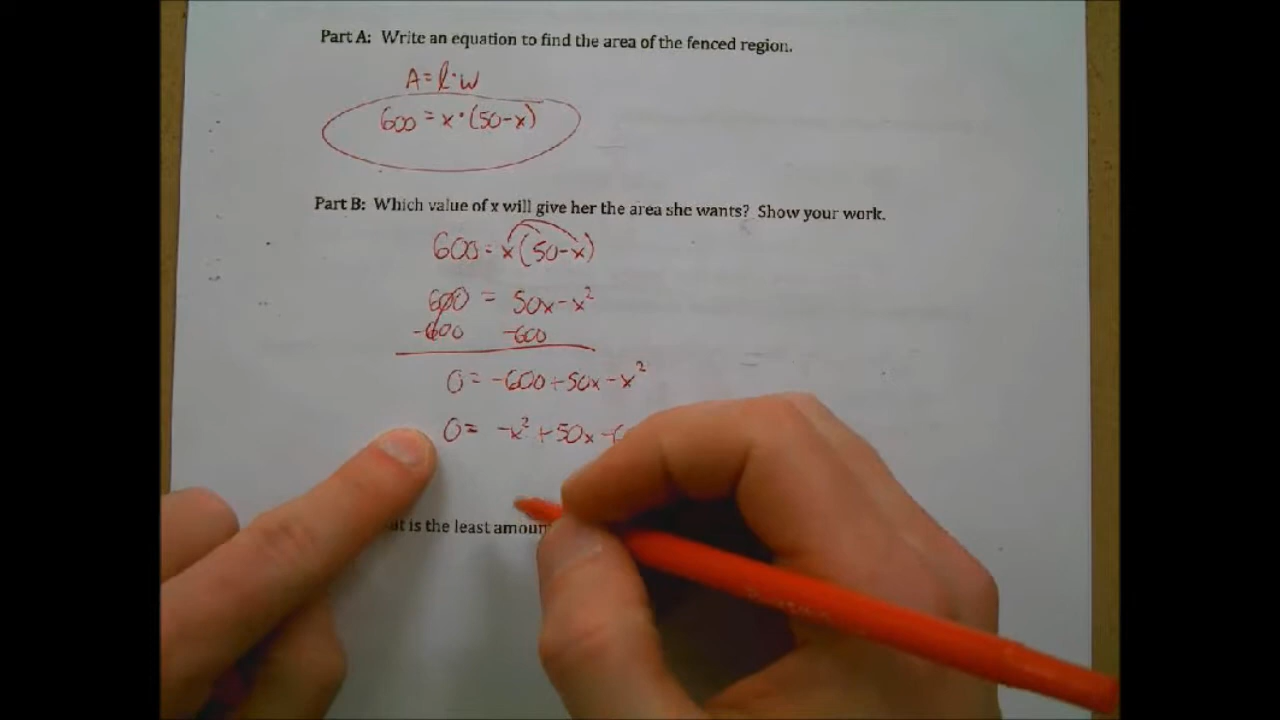 Part A: Write an equation to find the area of the fenced region.
A = l·w
600 = x·(50-x)
Part B: Which value of x will give her the area she wants? Show your work.
600 = x(50-x)
600 = 50x-x²
-600 -600
0 = -600+50x-x²
0 = -x²+50x-
is the least